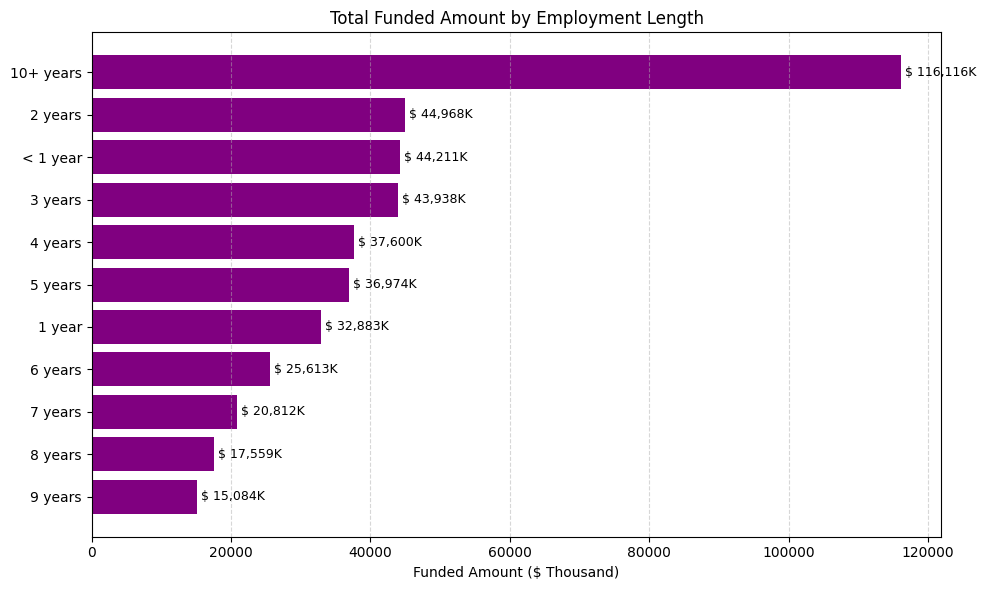 Total Funded Amount by Employment Length
10+ years $ 116,116K
2 years $ 44,968K
< 1 year $ 44,211K
3 years $ 43,938K
4 years $ 37,600K
5 years $ 36,974K
1 year $ 32,883K
6 years $ 25,613K
7 years $ 20,812K
8 years $ 17,559K
9 years $ 15,084K
0 20000 40000 60000 80000 100000 120000
Funded Amount ($ Thousand)